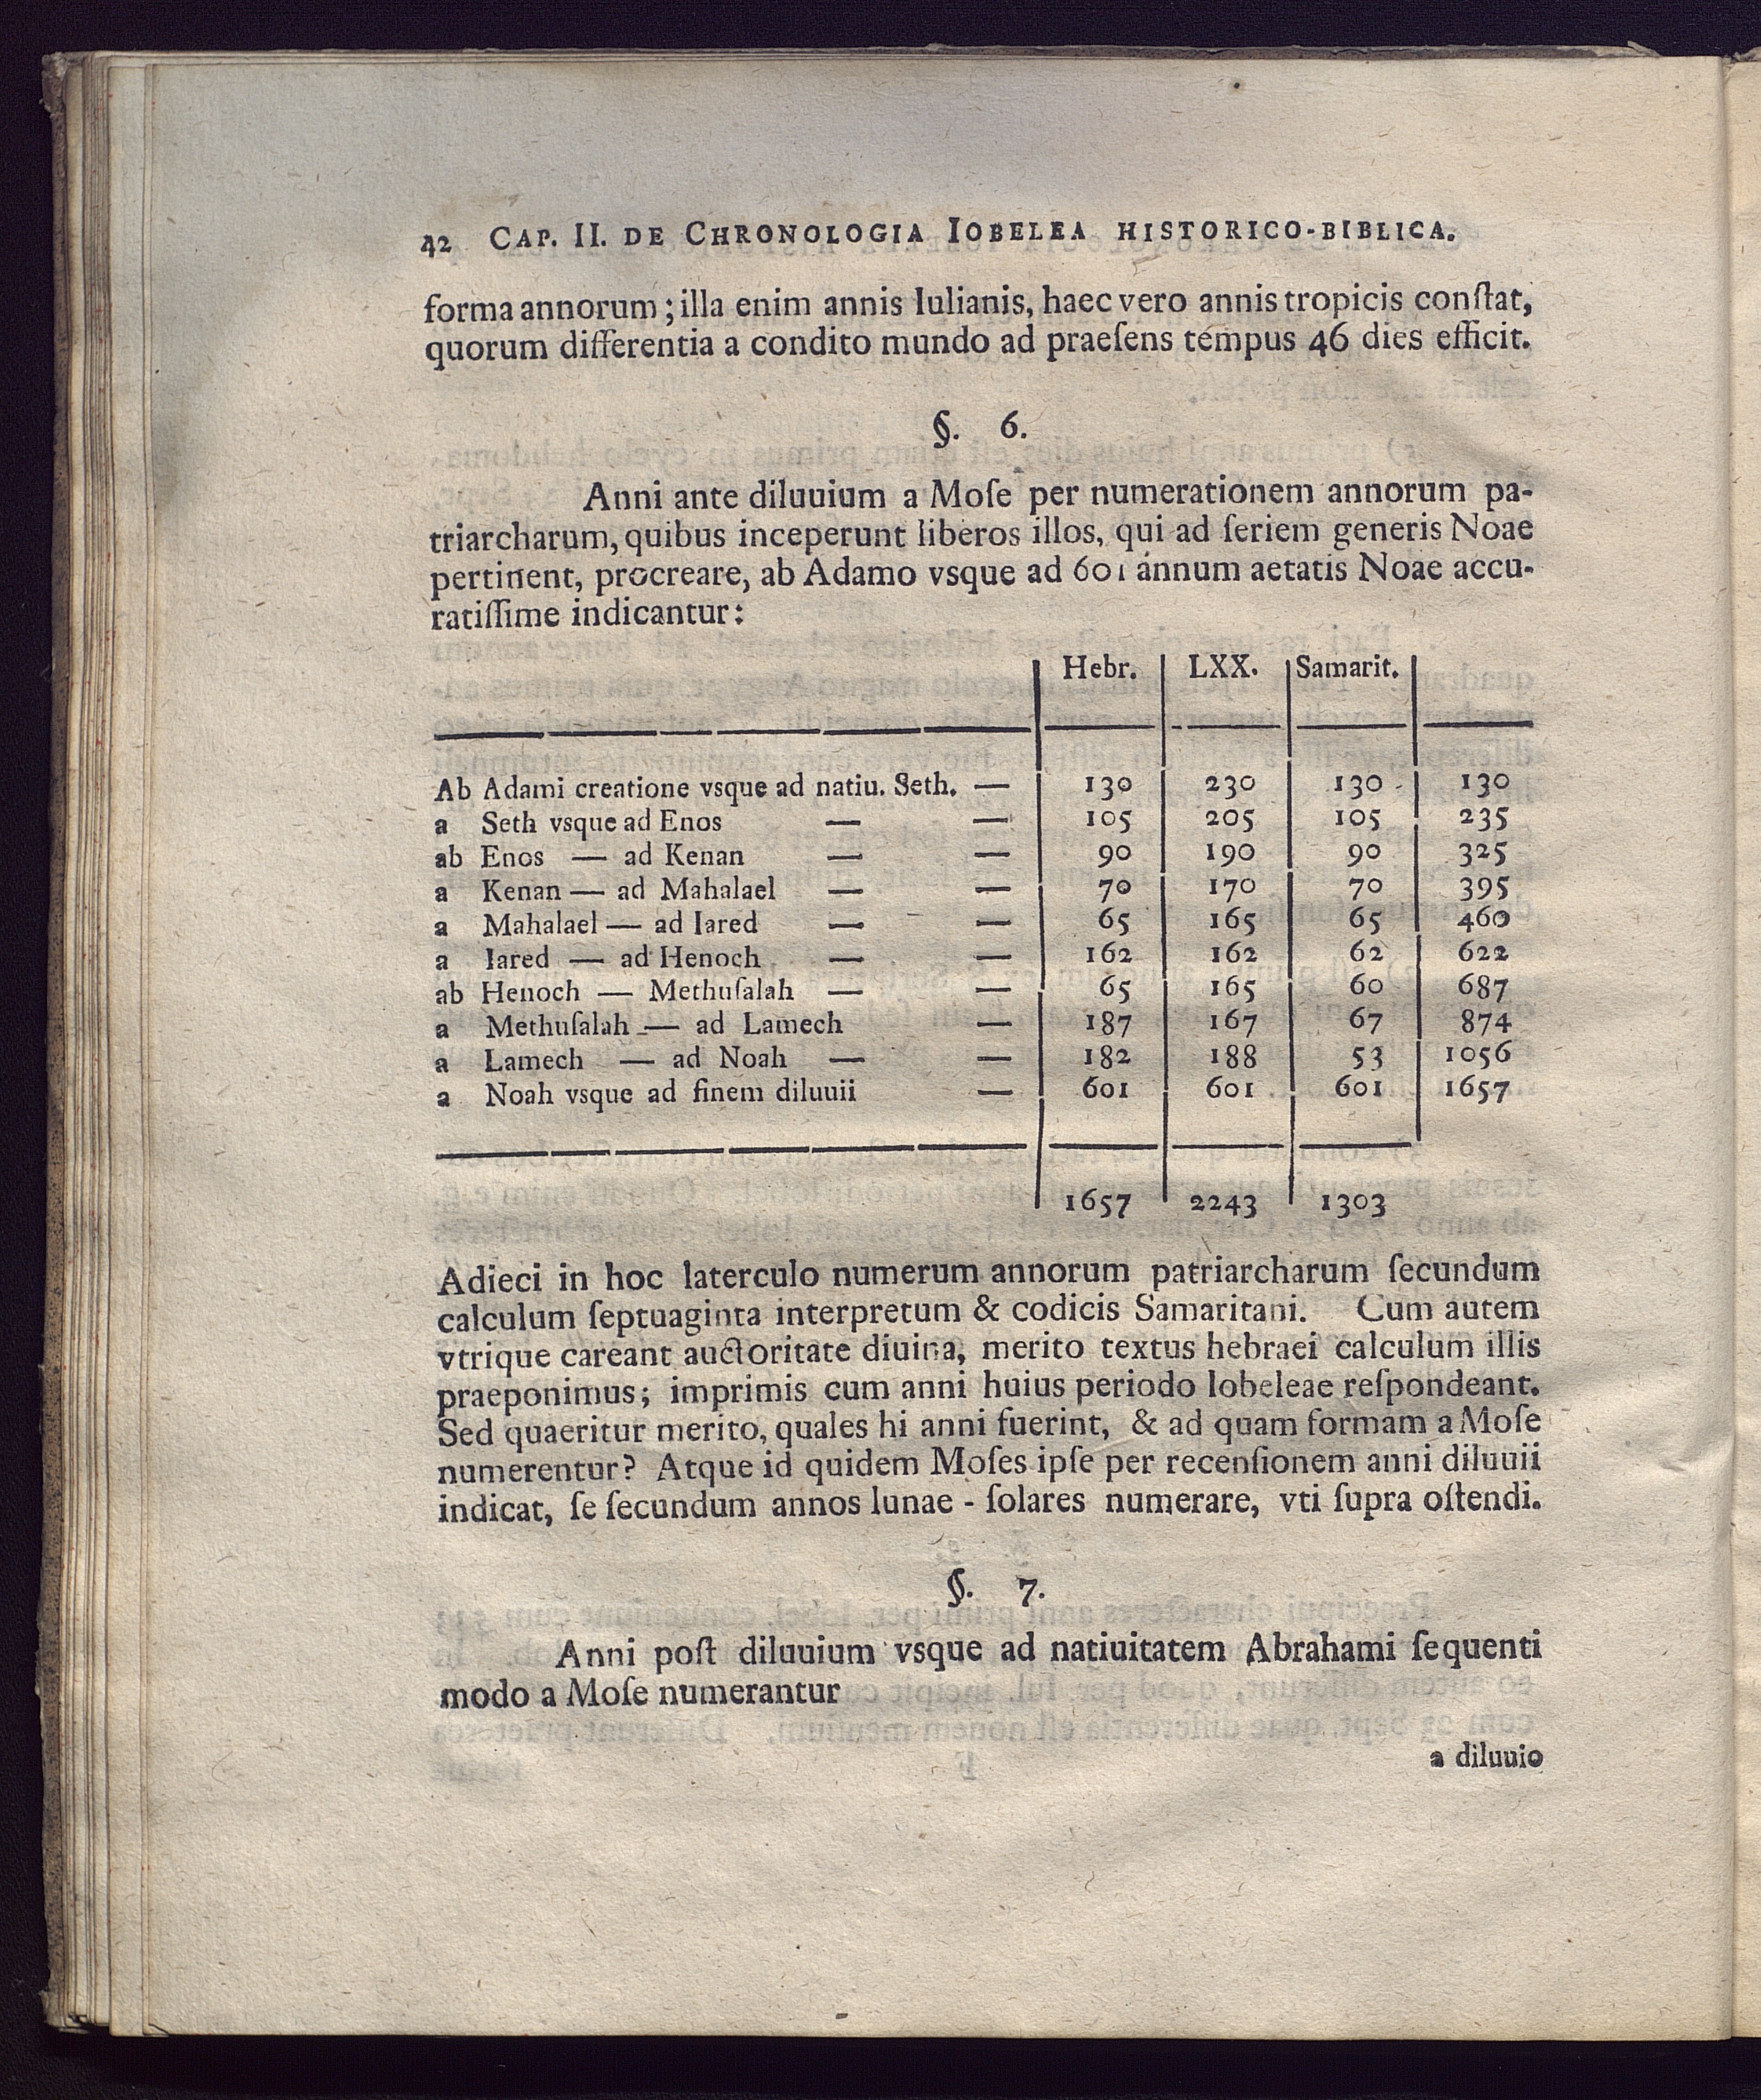 42 CAP. II. DE CHRONOLOGIA IOBELEA HISTORICO-BIBLICA.
forma annorum; illa enim annis Iulianis, haec vero annis tropicis conſtat,
quorum differentia a condito mundo ad praeſens tempus 46 dies efficit.
§. 6.
Anni ante diluuium a Moſe per numerationem annorum pa-
triarcharum, quibus inceperunt liberos illos, qui ad ſeriem generis Noae
pertinent, procreare, ab Adamo vsque ad 601 annum aetatis Noae accu-
ratiſſime indicantur:
Hebr. LXX. Samarit.
Ab Adami creatione vsque ad natiu. Seth. — 130 230 130 130
a Seth vsque ad Enos — — 105 205 105 235
ab Enos — ad Kenan — — 90 190 90 325
a Kenan — ad Mahalael — — 70 170 70 395
a Mahalael — ad Iared — — 65 165 65 460
a Iared — ad Henoch — — 162 162 62 622
ab Henoch — Methuſalah — — 65 165 60 687
a Methuſalah — ad Lamech — 187 167 67 874
a Lamech — ad Noah — — 182 188 53 1056
a Noah vsque ad finem diluuii — 601 601 601 1657
1657 2243 1303
Adieci in hoc laterculo numerum annorum patriarcharum ſecundum
calculum ſeptuaginta interpretum & codicis Samaritani. Cum autem
vtrique careant auctoritate diuina, merito textus hebraei calculum illis
praeponimus; imprimis cum anni huius periodo Iobeleae reſpondeant.
Sed quaeritur merito, quales hi anni fuerint, & ad quam formam a Moſe
numerentur? Atque id quidem Moſes ipſe per recenſionem anni diluuii
indicat, ſe ſecundum annos lunae - ſolares numerare, vti ſupra oſtendi.
§. 7.
Anni poſt diluuium vsque ad natiuitatem Abrahami ſequenti
modo a Moſe numerantur
a diluuio